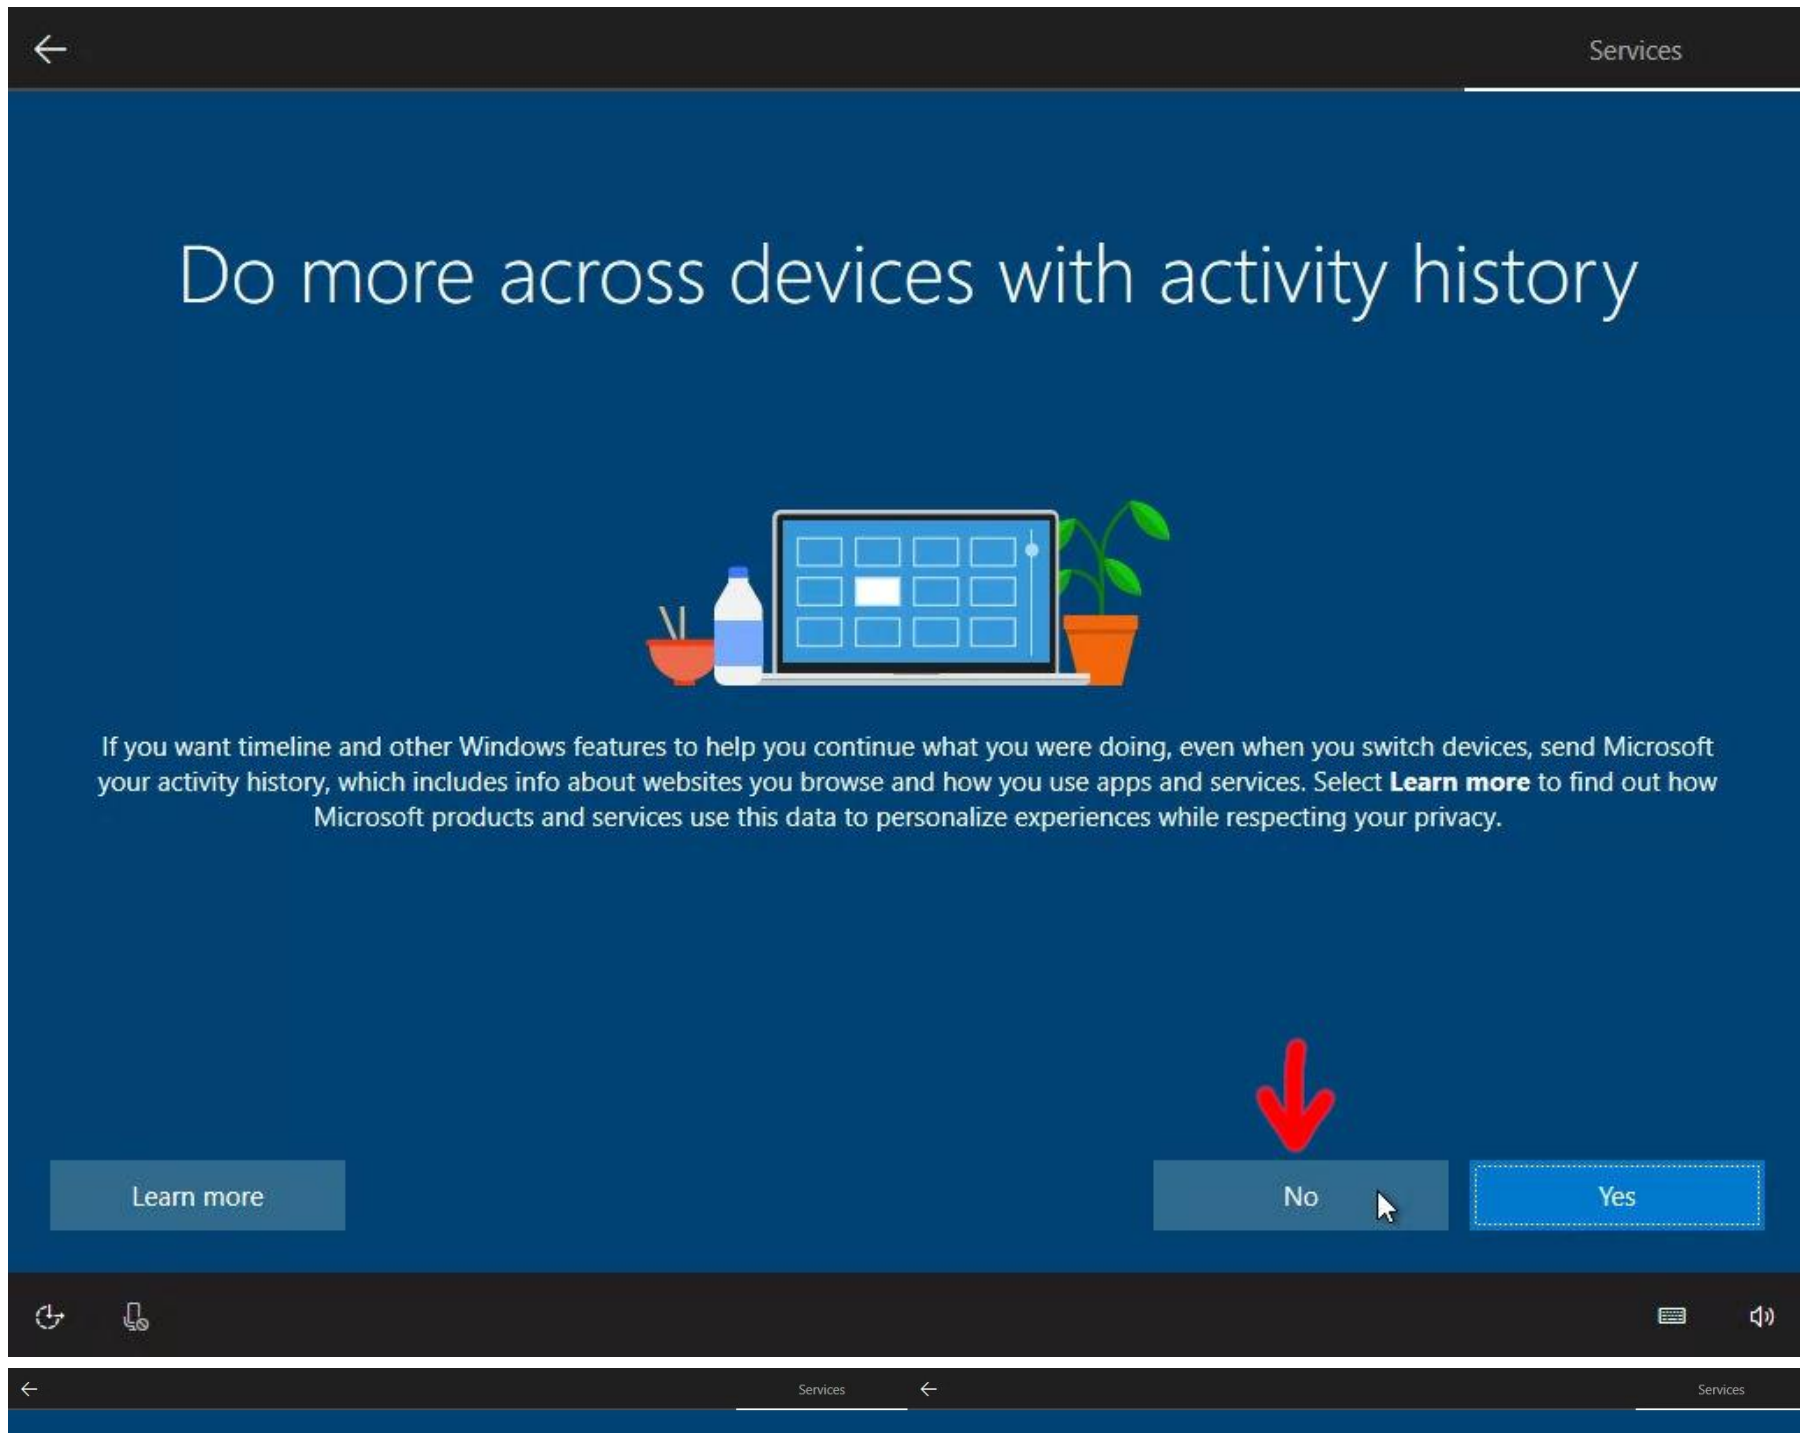 Services
Do more across devices with activity history
If you want timeline and other Windows features to help you continue what you were doing, even when you switch devices, send Microsoft
your activity history, which includes info about websites you browse and how you use apps and services. Select Learn more to find out how
Microsoft products and services use this data to personalize experiences while respecting your privacy.
Learn more No Yes
Services Services